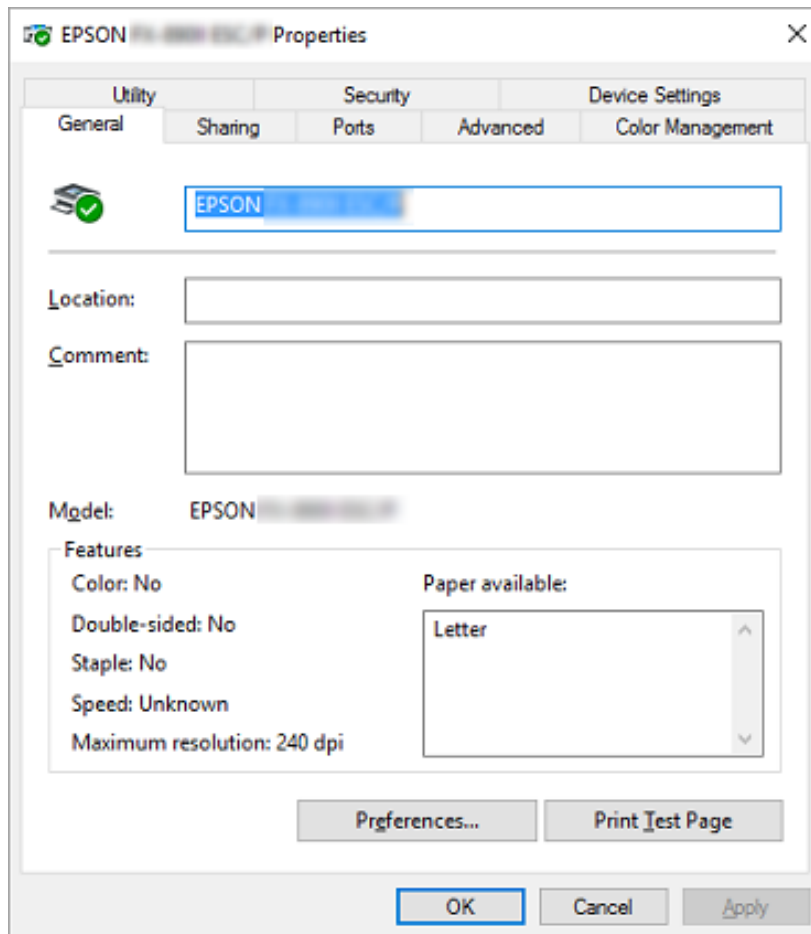 EPSON Properties
Utility Security Device Settings
General Sharing Ports Advanced Color Management
EPSON
Location:
Comment:
Model: EPSON
Features
Color: No
Double-sided: No
Staple: No
Speed: Unknown
Maximum resolution: 240 dpi
Paper available:
Letter
Preferences... Print Test Page
OK Cancel Apply